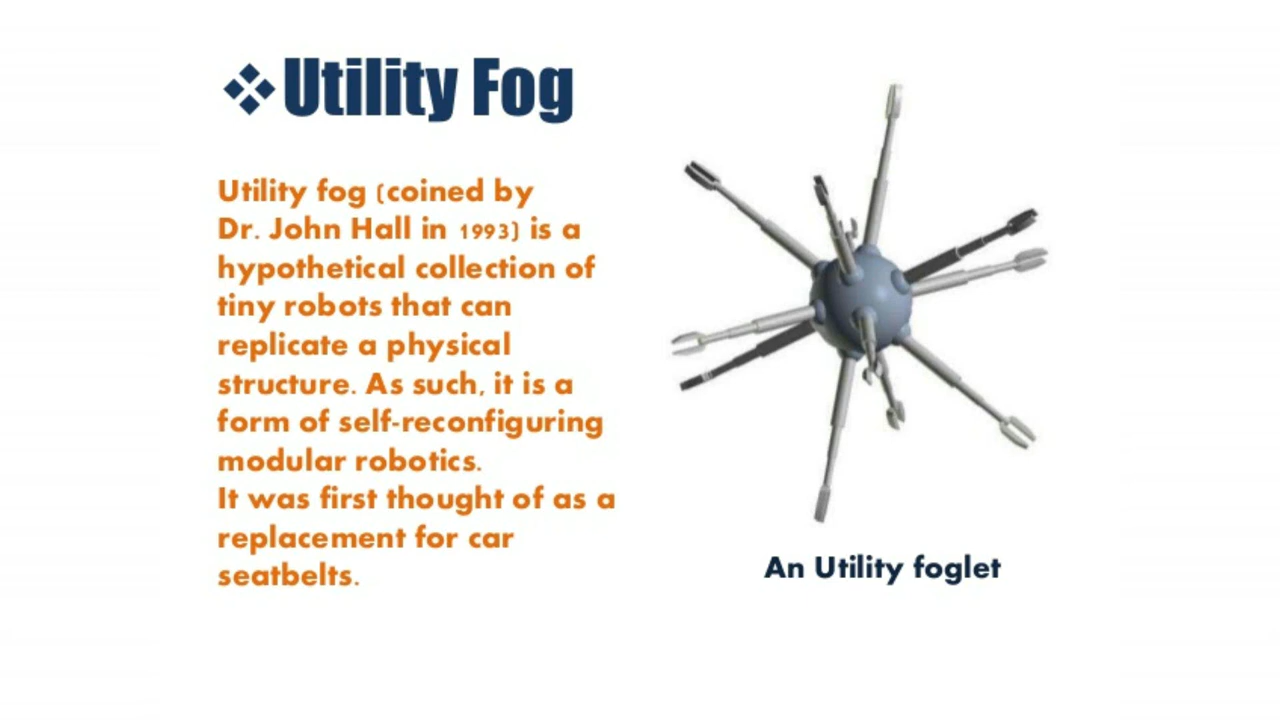 Utility Fog
Utility fog (coined by
Dr. John Hall in 1993) is a
hypothetical collection of
tiny robots that can
replicate a physical
structure. As such, it is a
form of self-reconfiguring
modular robotics.
It was first thought of as a
replacement for car
seatbelts.
An Utility foglet